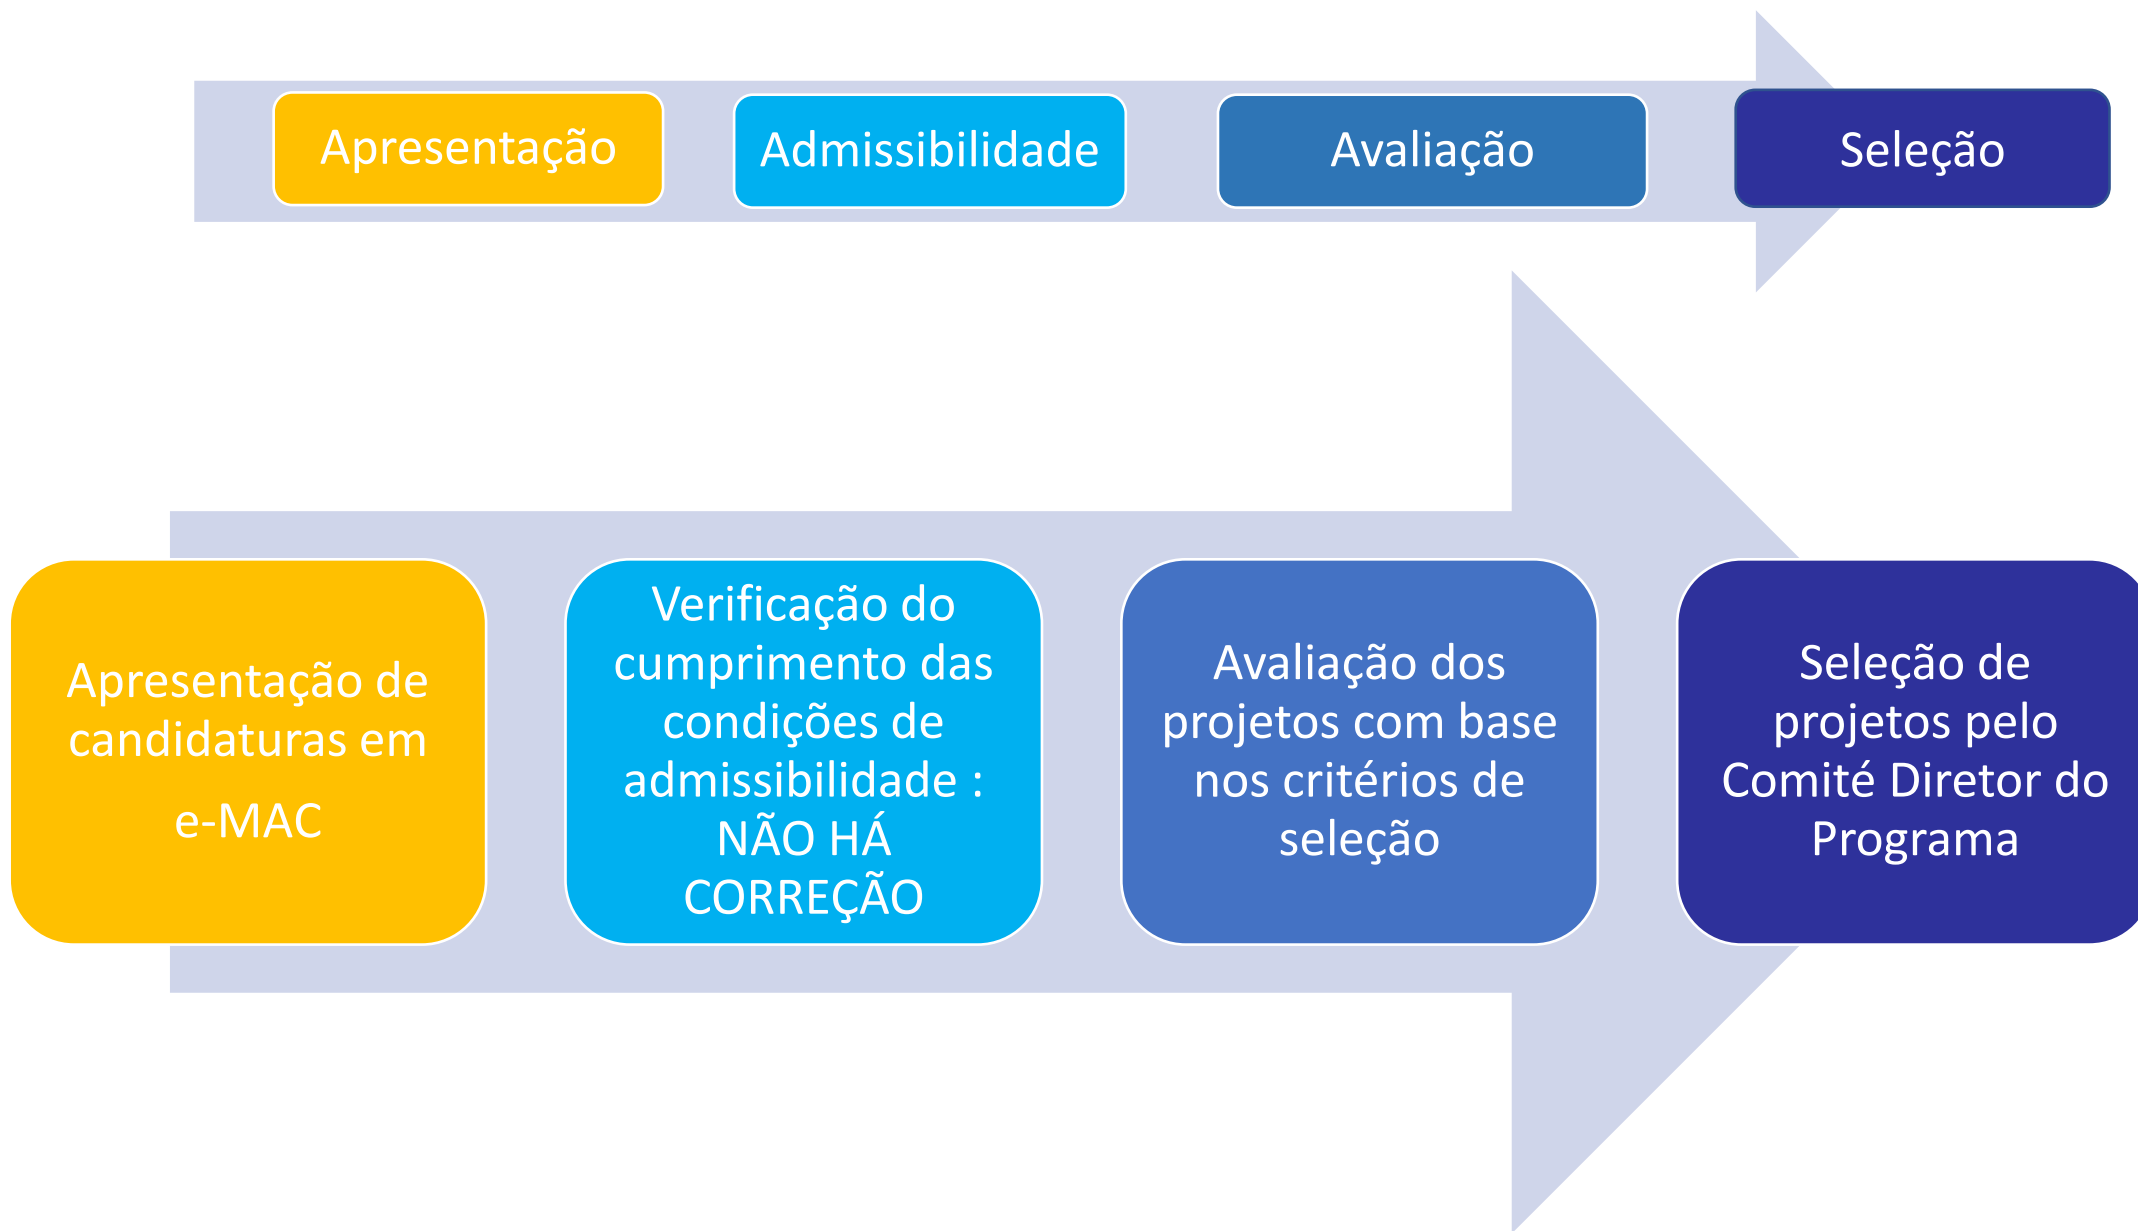 Apresentação
Admissibilidade
Avaliação
Seleção
Apresentação de
candidaturas em
e-MAC
Verificação do
cumprimento das
condições de
admissibilidade :
NÃO HÁ
CORREÇÃO
Avaliação dos
projetos com base
nos critérios de
seleção
Seleção de
projetos pelo
Comité Diretor do
Programa